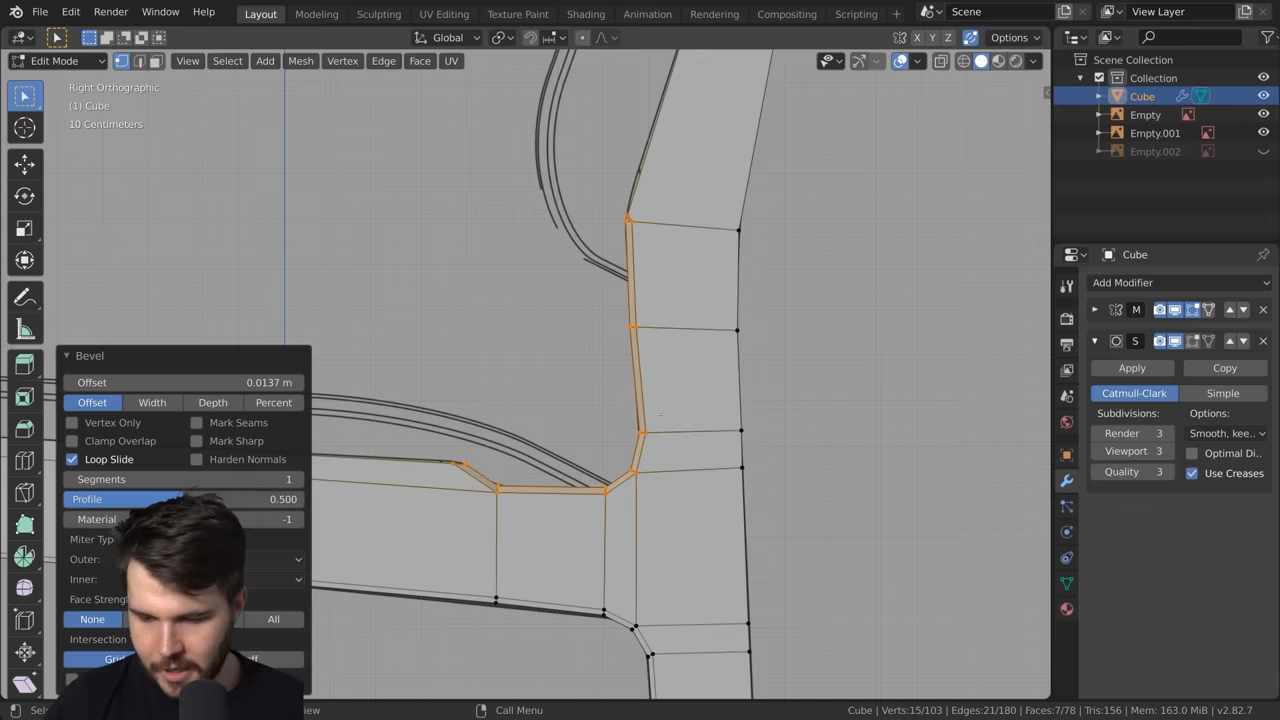 File Edit Render Window Help Layout Modeling Sculpting UV Editing Texture Paint Shading Animation Rendering Compositing Scripting + Scene View Layer
Global X Y Z Options
Edit Mode View Select Add Mesh Vertex Edge Face UV
Right Orthographic
(1) Cube
10 Centimeters
Scene Collection
Collection
Cube
Empty
Empty.001
Empty.002
Cube
Add Modifier
M
S
Apply Copy
Catmull-Clark Simple
Subdivisions: Options:
Render 3 Smooth, kee..
Viewport 3 Optimal Di..
Quality 3 Use Creases
Bevel
Offset 0.0137 m
Offset Width Depth Percent
Vertex Only Mark Seams
Clamp Overlap Mark Sharp
Loop Slide Harden Normals
Segments 1
Profile 0.500
Material -1
Miter Typ
Outer:
Inner:
Face Streng
None All
Intersection
Grid
Call Menu
Cube | Verts:15/103 | Edges:21/180 | Faces:7/78 | Tris:156 | Mem: 163.0 MiB | v2.82.7